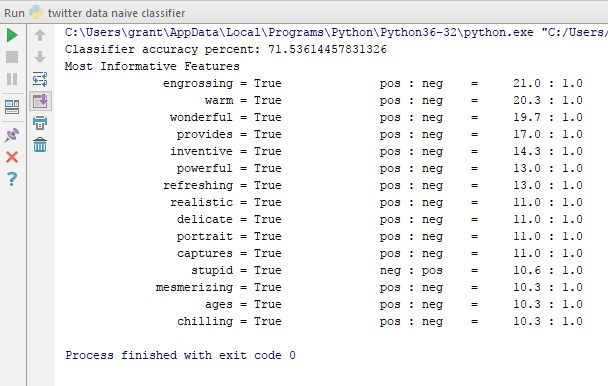 Run twitter data naive classifier
C:\Users\grant\AppData\Local\Programs\Python\Python36-32\python.exe "C:/Users/
Classifier accuracy percent: 71.53614457831326
Most Informative Features
engrossing = True pos : neg = 21.0 : 1.0
warm = True pos : neg = 20.3 : 1.0
wonderful = True pos : neg = 19.7 : 1.0
provides = True pos : neg = 17.0 : 1.0
inventive = True pos : neg = 14.3 : 1.0
powerful = True pos : neg = 13.0 : 1.0
refreshing = True pos : neg = 13.0 : 1.0
realistic = True pos : neg = 11.0 : 1.0
delicate = True pos : neg = 11.0 : 1.0
portrait = True pos : neg = 11.0 : 1.0
captures = True pos : neg = 11.0 : 1.0
stupid = True neg : pos = 10.6 : 1.0
mesmerizing = True pos : neg = 10.3 : 1.0
ages = True pos : neg = 10.3 : 1.0
chilling = True pos : neg = 10.3 : 1.0
Process finished with exit code 0